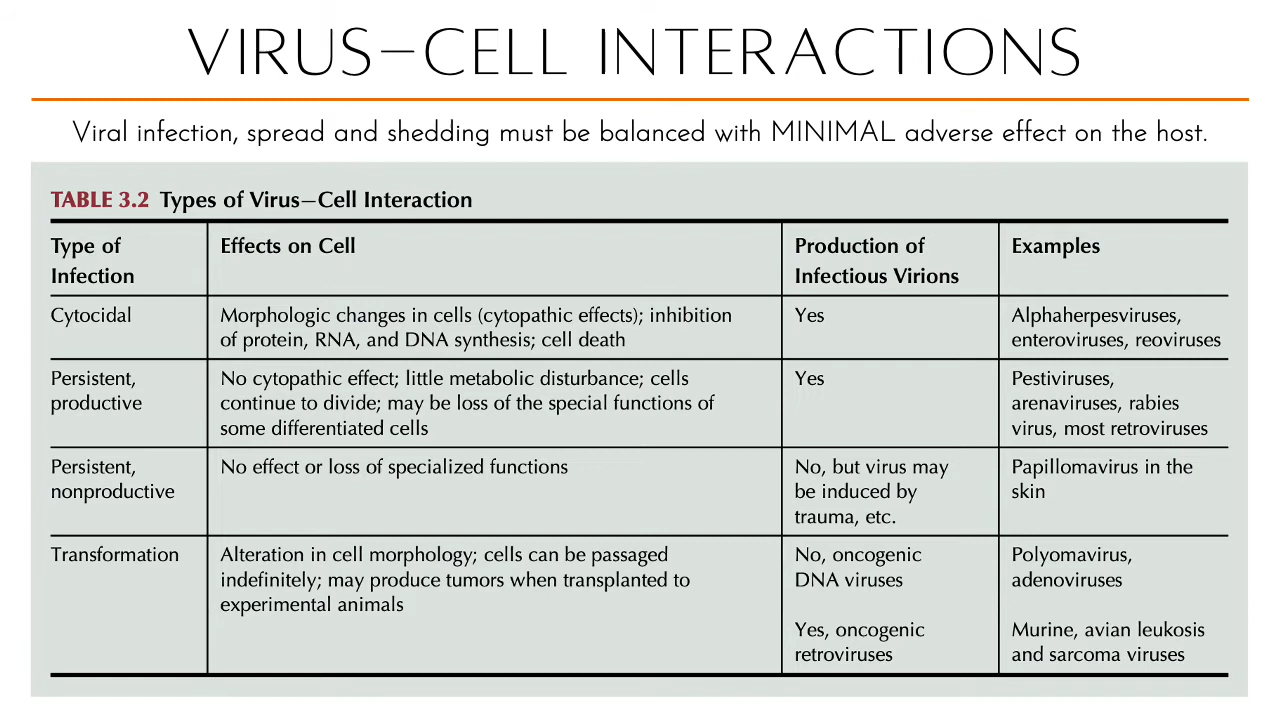 VIRUS–CELL INTERACTIONS
Viral infection, spread and shedding must be balanced with MINIMAL adverse effect on the host.
TABLE 3.2 Types of Virus–Cell Interaction
Type of
Infection
Effects on Cell
Production of
Infectious Virions
Examples
Cytocidal
Morphologic changes in cells (cytopathic effects); inhibition
of protein, RNA, and DNA synthesis; cell death
Yes
Alphaherpesviruses,
enteroviruses, reoviruses
Persistent,
productive
No cytopathic effect; little metabolic disturbance; cells
continue to divide; may be loss of the special functions of
some differentiated cells
Yes
Pestiviruses,
arenaviruses, rabies
virus, most retroviruses
Persistent,
nonproductive
No effect or loss of specialized functions
No, but virus may
be induced by
trauma, etc.
Papillomavirus in the
skin
Transformation
Alteration in cell morphology; cells can be passaged
indefinitely; may produce tumors when transplanted to
experimental animals
No, oncogenic
DNA viruses
Polyomavirus,
adenoviruses
Yes, oncogenic
retroviruses
Murine, avian leukosis
and sarcoma viruses